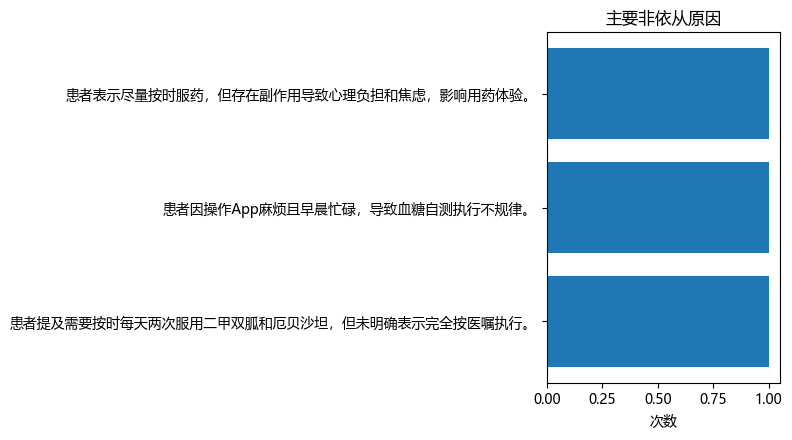 主要非依从原因
患者表示尽量按时服药，但存在副作用导致心理负担和焦虑，影响用药体验。
患者因操作App麻烦且早晨忙碌，导致血糖自测执行不规律。
患者提及需要按时每天两次服用二甲双胍和厄贝沙坦，但未明确表示完全按医嘱执行。
0.00 0.25 0.50 0.75 1.00
次数